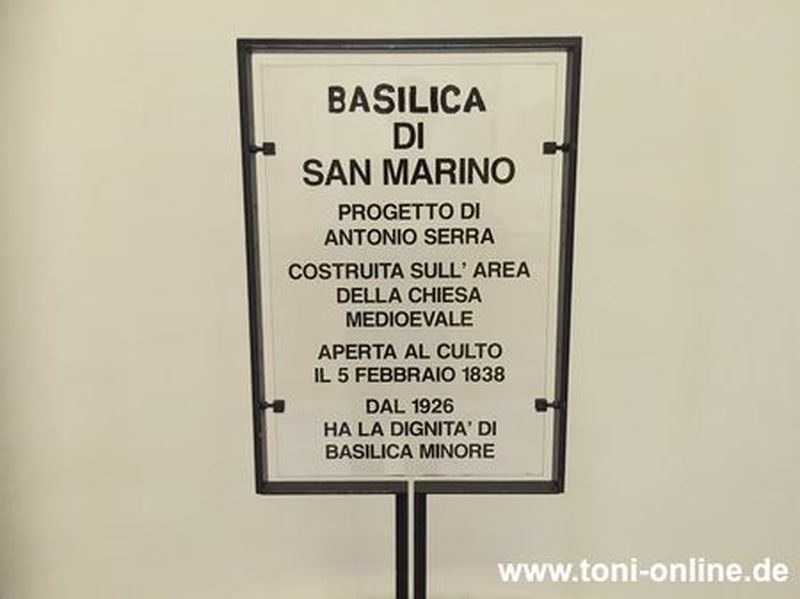 BASILICA
DI
SAN MARINO
PROGETTO DI
ANTONIO SERRA
COSTRUITA SULL' AREA
DELLA CHIESA
MEDIOEVALE
APERTA AL CULTO
IL 5 FEBBRAIO 1838
DAL 1926
HA LA DIGNITA' DI
BASILICA MINORE
www.toni-online.de